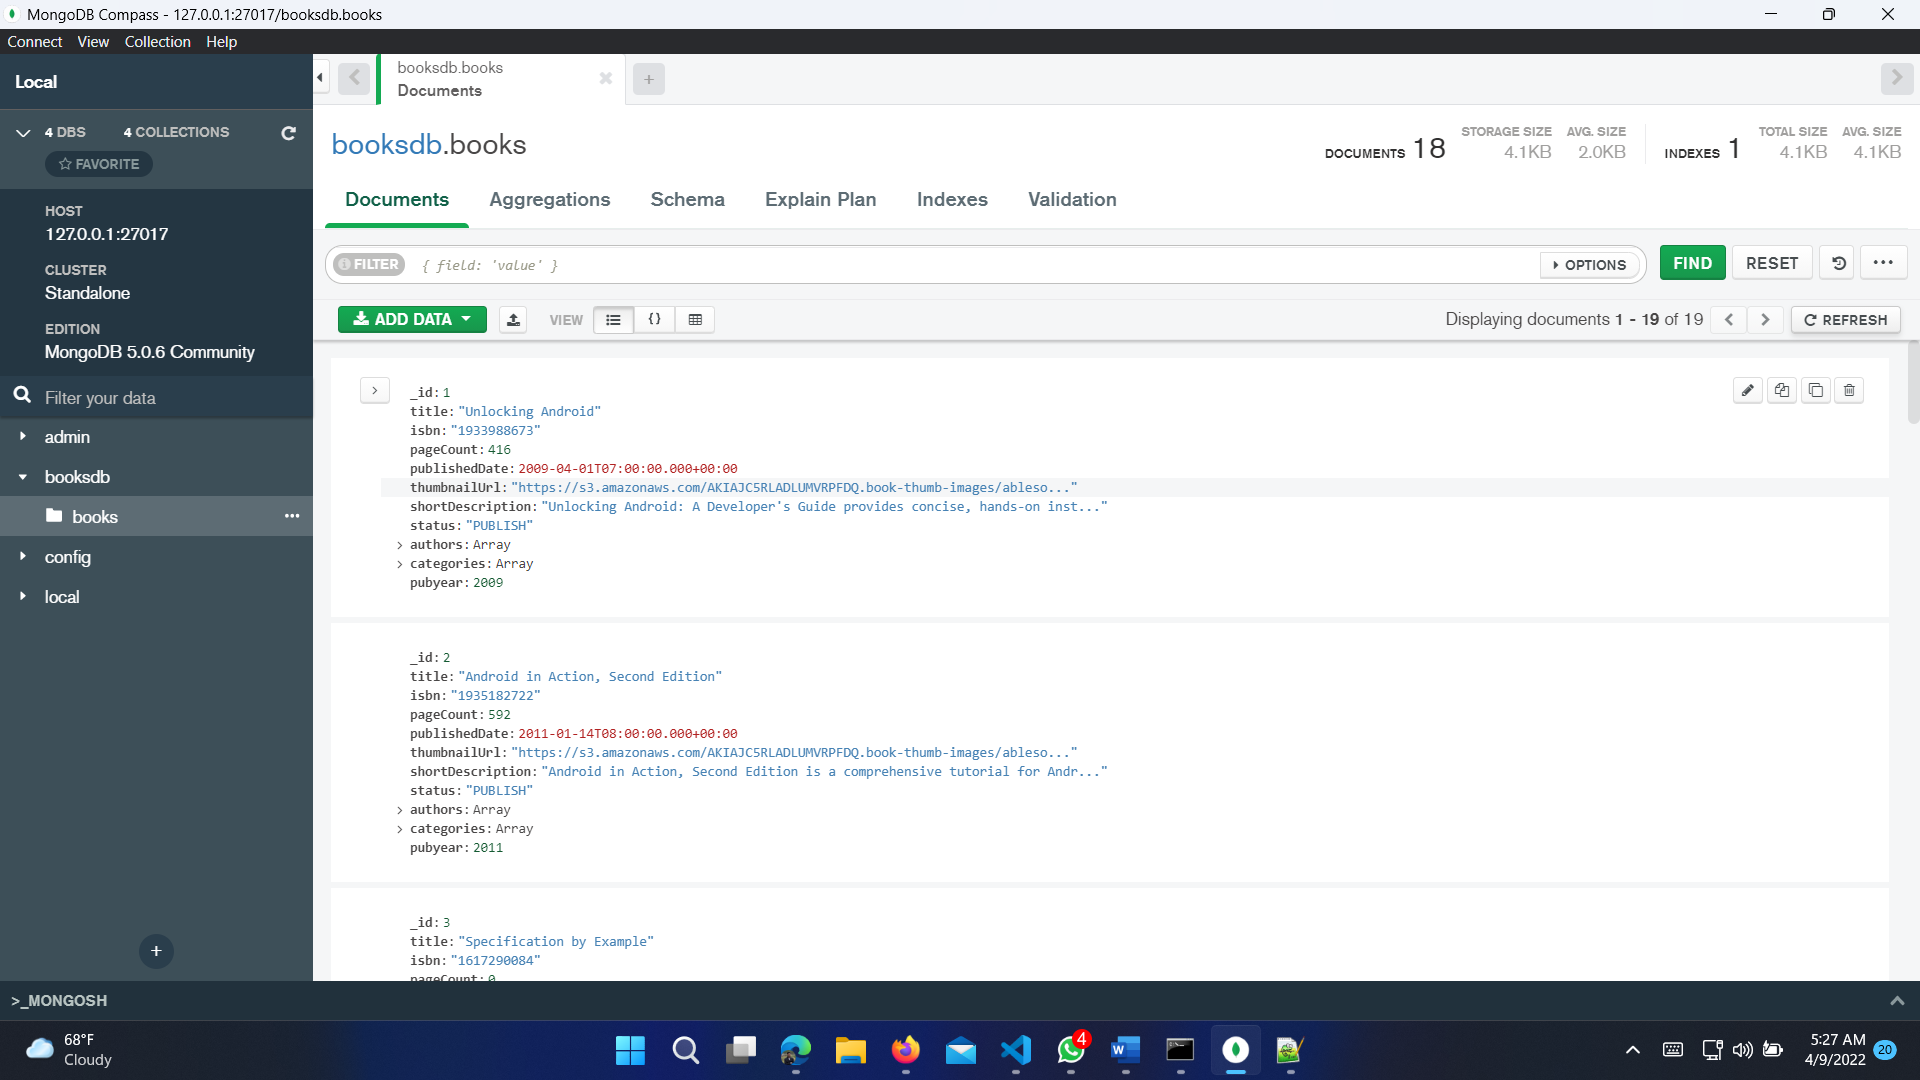 MongoDB Compass - 127.0.0.1:27017/booksdb.books
Connect View Collection Help
Local
4 DBS 4 COLLECTIONS
FAVORITE
HOST
127.0.0.1:27017
CLUSTER
Standalone
EDITION
MongoDB 5.0.6 Community
Filter your data
admin
booksdb
books
config
local
>_MONGOSH
booksdb.books
Documents
booksdb.books
DOCUMENTS 18
STORAGE SIZE
4.1KB
AVG. SIZE
2.0KB
INDEXES 1
TOTAL SIZE
4.1KB
AVG. SIZE
4.1KB
Documents Aggregations Schema Explain Plan Indexes Validation
FILTER { field: 'value' } OPTIONS FIND RESET
ADD DATA VIEW Displaying documents 1 - 19 of 19 REFRESH
_id: 1
title: "Unlocking Android"
isbn: "1933988673"
pageCount: 416
publishedDate: 2009-04-01T07:00:00.000+00:00
thumbnailUrl: "https://s3.amazonaws.com/AKIAJC5RLADLUMVRPFDQ.book-thumb-images/ableso..."
shortDescription: "Unlocking Android: A Developer's Guide provides concise, hands-on inst..."
status: "PUBLISH"
authors: Array
categories: Array
pubyear: 2009
_id: 2
title: "Android in Action, Second Edition"
isbn: "1935182722"
pageCount: 592
publishedDate: 2011-01-14T08:00:00.000+00:00
thumbnailUrl: "https://s3.amazonaws.com/AKIAJC5RLADLUMVRPFDQ.book-thumb-images/ableso..."
shortDescription: "Android in Action, Second Edition is a comprehensive tutorial for Andr..."
status: "PUBLISH"
authors: Array
categories: Array
pubyear: 2011
_id: 3
title: "Specification by Example"
isbn: "1617290084"
pageCount: 0
68°F
Cloudy
4
5:27 AM
4/9/2022
20